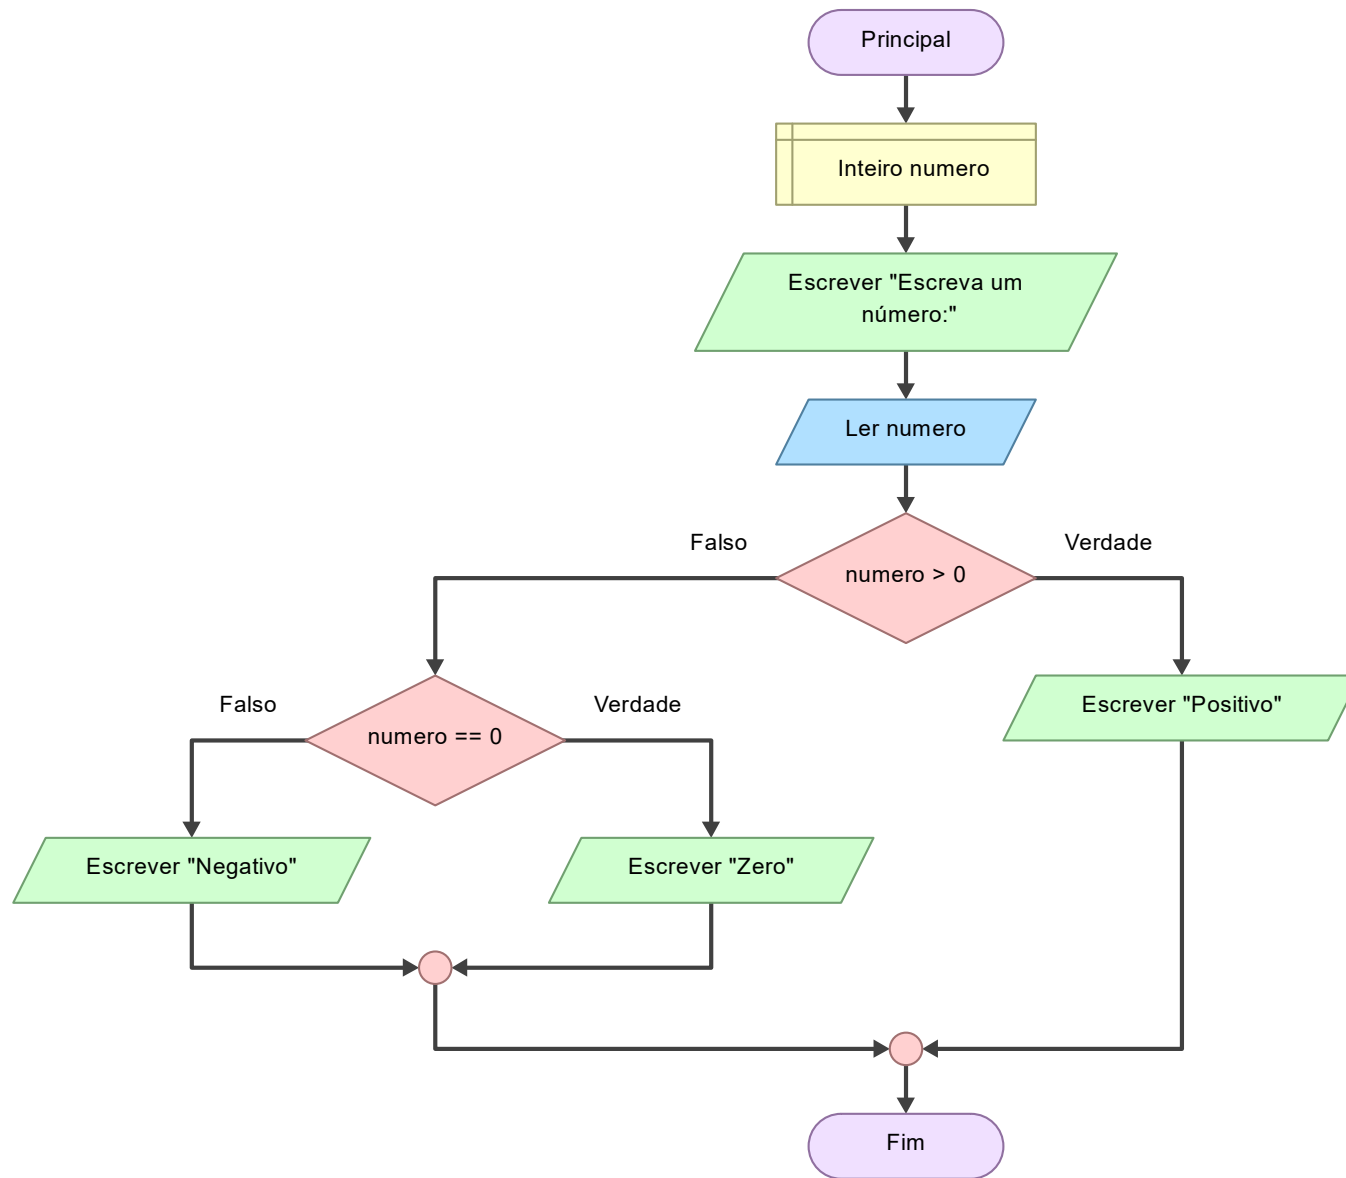 Principal
Inteiro numero
Escrever "Escreva um
número:"
Ler numero
Falso
Verdade
numero > 0
Falso
Verdade
Escrever "Positivo"
numero == 0
Escrever "Negativo"
Escrever "Zero"
Fim